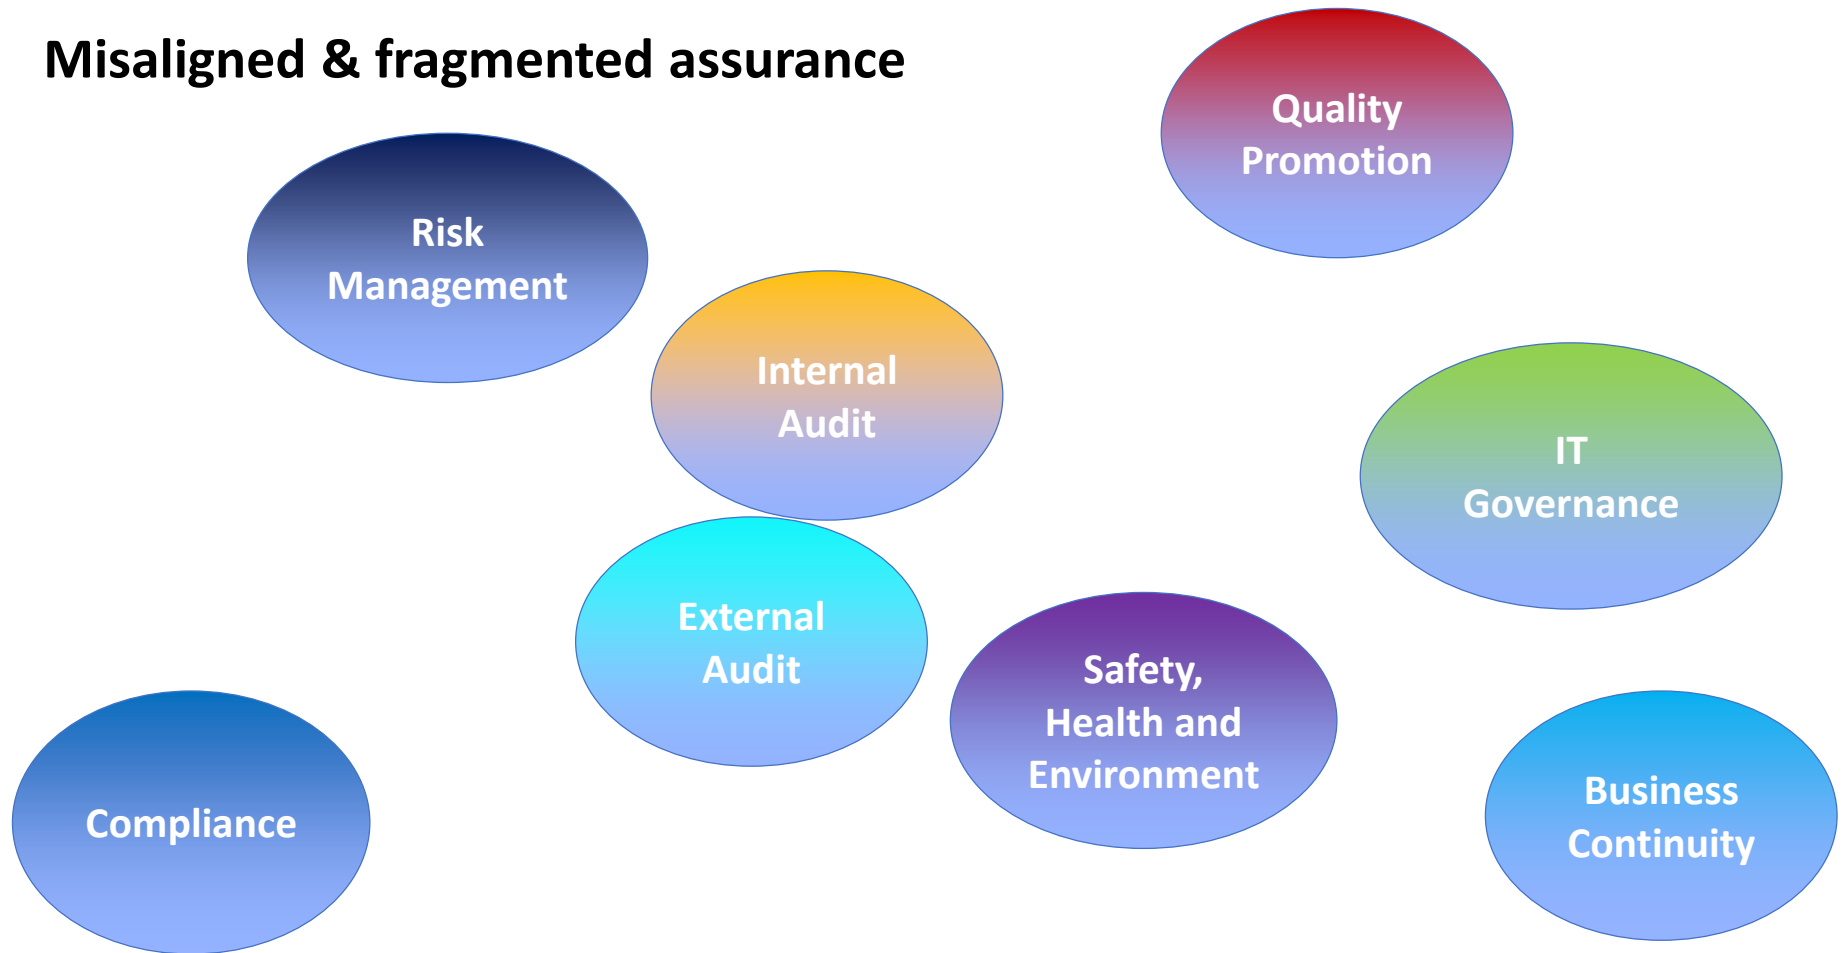 Misaligned & fragmented assurance
Quality
Promotion
Risk
Management
Internal
Audit
IT
Governance
External
Audit
Safety,
Health and
Environment
Compliance
Business
Continuity